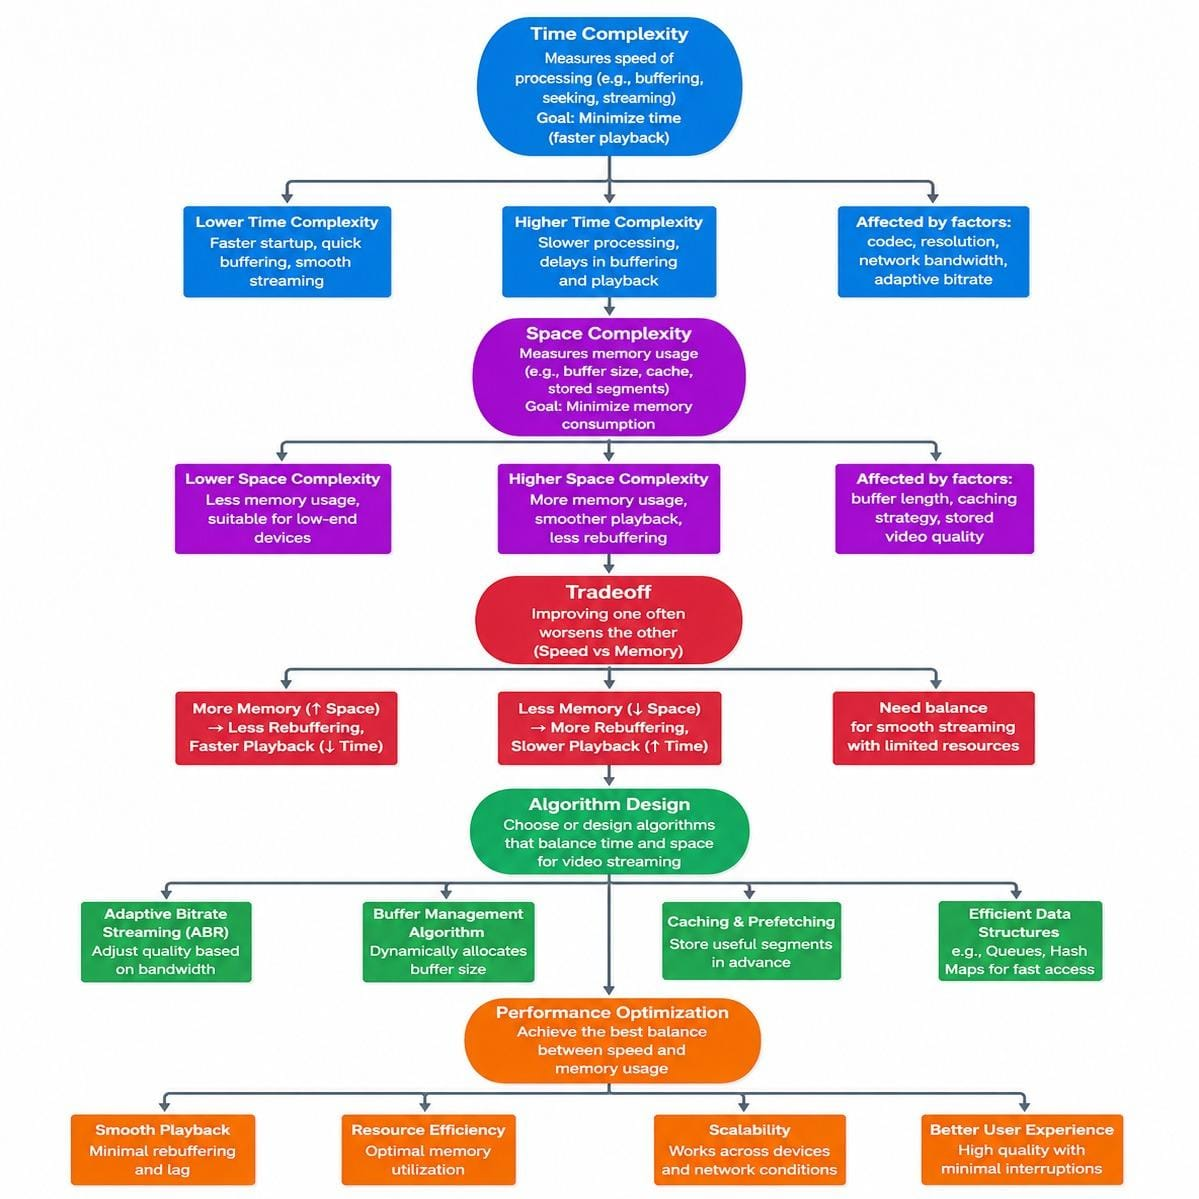 Time Complexity
Measures speed of
processing (e.g., buffering,
seeking, streaming)
Goal: Minimize time
(faster playback)
Lower Time Complexity
Faster startup, quick
buffering, smooth
streaming
Higher Time Complexity
Slower processing,
delays in buffering
and playback
Affected by factors:
codec, resolution,
network bandwidth,
adaptive bitrate
Space Complexity
Measures memory usage
(e.g., buffer size, cache,
stored segments)
Goal: Minimize memory
consumption
Lower Space Complexity
Less memory usage,
suitable for low-end
devices
Higher Space Complexity
More memory usage,
smoother playback,
less rebuffering
Affected by factors:
buffer length, caching
strategy, stored
video quality
Tradeoff
Improving one often
worsens the other
(Speed vs Memory)
More Memory (↑ Space)
→ Less Rebuffering,
Faster Playback (↓ Time)
Less Memory (↓ Space)
→ More Rebuffering,
Slower Playback (↑ Time)
Need balance
for smooth streaming
with limited resources
Algorithm Design
Choose or design algorithms
that balance time and space
for video streaming
Adaptive Bitrate
Streaming (ABR)
Adjust quality based
on bandwidth
Buffer Management
Algorithm
Dynamically allocates
buffer size
Caching & Prefetching
Store useful segments
in advance
Efficient Data
Structures
e.g., Queues, Hash
Maps for fast access
Performance Optimization
Achieve the best balance
between speed and
memory usage
Smooth Playback
Minimal rebuffering
and lag
Resource Efficiency
Optimal memory
utilization
Scalability
Works across devices
and network conditions
Better User Experience
High quality with
minimal interruptions